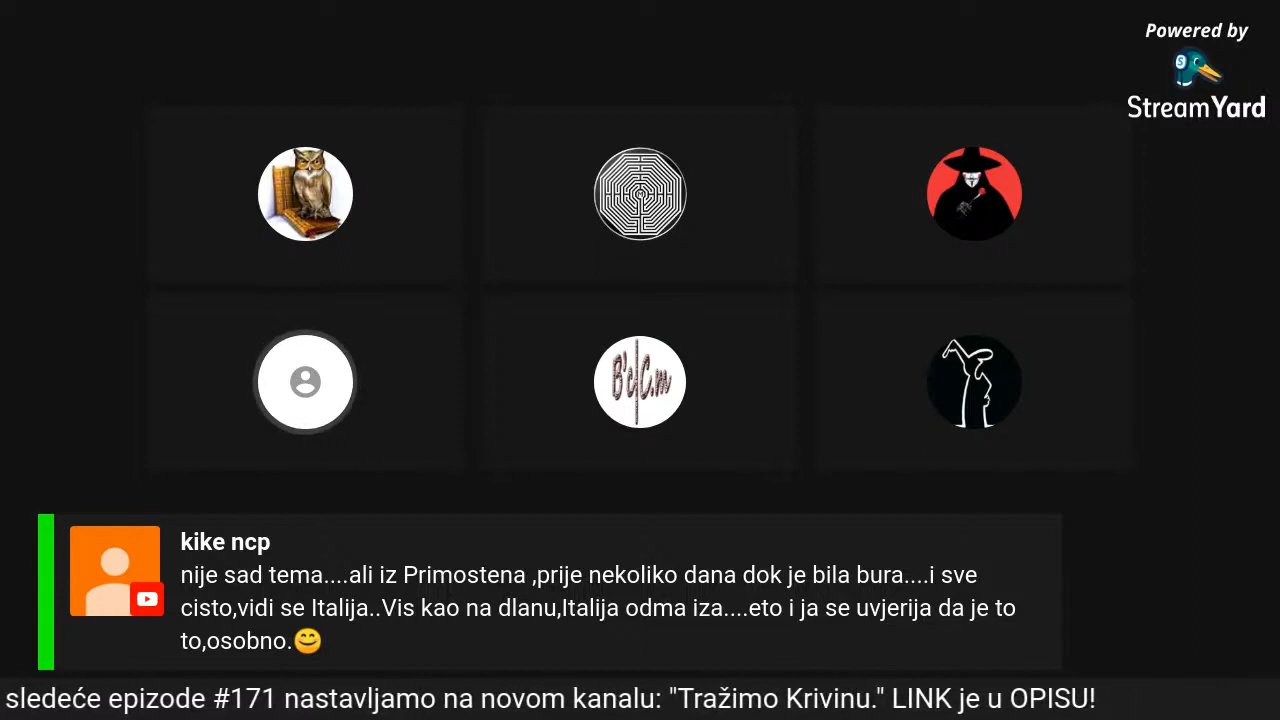 Powered by
StreamYard
B'c C.m
kike ncp
nije sad tema....ali iz Primostena ,prije nekoliko dana dok je bila bura....i sve
cisto,vidi se Italija..Vis kao na dlanu,Italija odma iza....eto i ja se uvjerija da je to
to,osobno.😊
sledeće epizode #171 nastavljamo na novom kanalu: "Tražimo Krivinu." LINK je u OPISU!